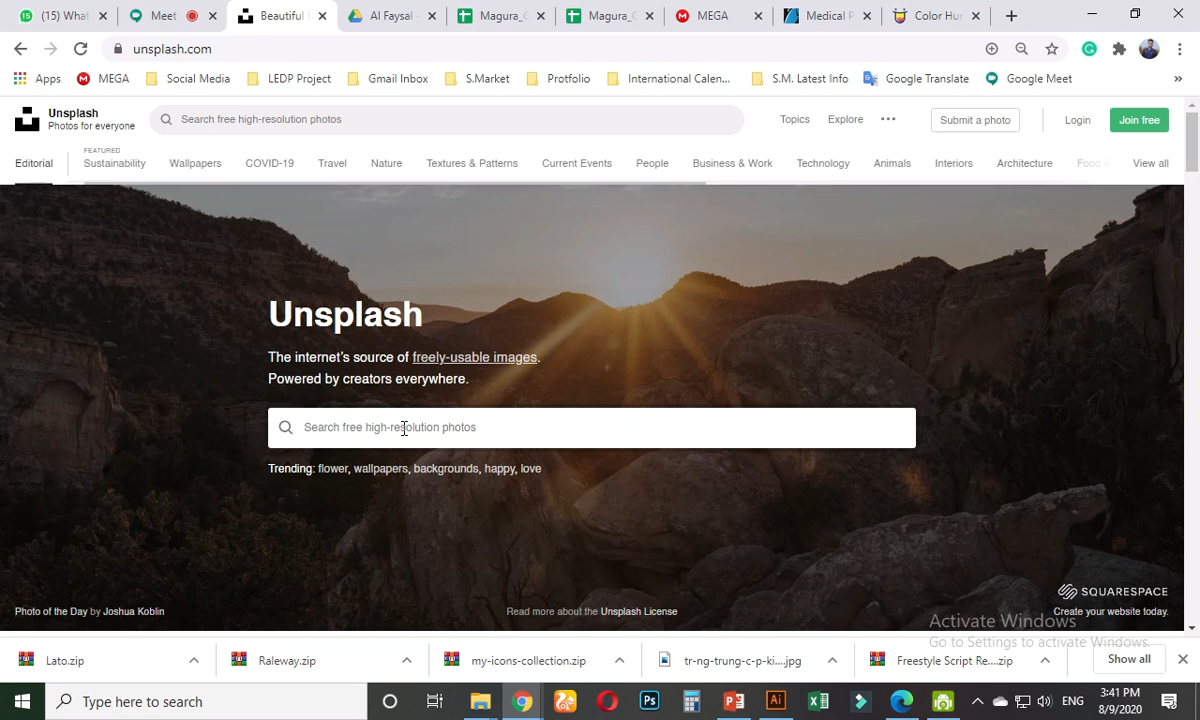 (15) What
Meet
Beautiful
Al Faysal -
Magura_
Magura_
MEGA
Medical P
Color Hu
unsplash.com
Apps
MEGA
Social Media
LEDP Project
Gmail Inbox
S.Market
Protfolio
International Calen...
S.M. Latest Info
Google Translate
Google Meet
Unsplash
Photos for everyone
Search free high-resolution photos
Topics
Explore
Submit a photo
Login
Join free
Editorial
FEATURED
Sustainability
Wallpapers
COVID-19
Travel
Nature
Textures & Patterns
Current Events
People
Business & Work
Technology
Animals
Interiors
Architecture
Food
View all
Unsplash
The internet's source of freely-usable images.
Powered by creators everywhere.
Search free high-resolution photos
Trending: flower, wallpapers, backgrounds, happy, love
Photo of the Day by Joshua Koblin
Read more about the Unsplash License
SQUARESPACE
Create your website today.
Activate Windows
Go to Settings to activate Windows.
Lato.zip
Raleway.zip
my-icons-collection.zip
tr-ng-trung-c-p-ki....jpg
Freestyle Script Re....zip
Show all
Type here to search
ENG
3:41 PM
8/9/2020